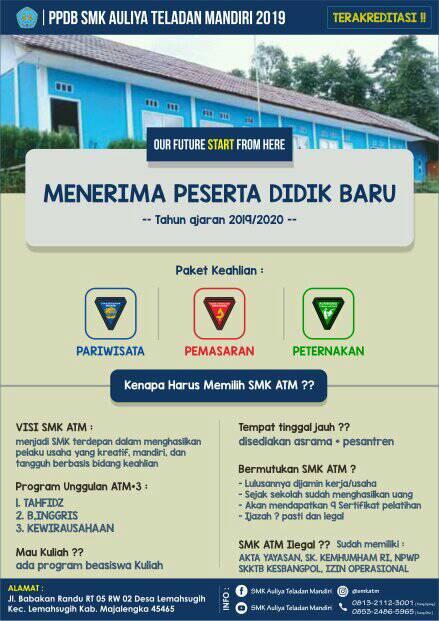 PPDB SMK AULIYA TELADAN MANDIRI 2019
TERAKREDITASI !!
OUR FUTURE START FROM HERE
MENERIMA PESERTA DIDIK BARU
-- Tahun ajaran 2019/2020 --
Paket Keahlian :
PARIWISATA
PEMASARAN
PETERNAKAN
Kenapa Harus Memilih SMK ATM ??
VISI SMK ATM :
menjadi SMK terdepan dalam menghasilkan
pelaku usaha yang kreatif, mandiri, dan
tangguh berbasis bidang keahlian
Program Unggulan ATM+3 :
1. TAHFIDZ
2. B.INGGRIS
3. KEWIRAUSAHAAN
Mau Kuliah ??
ada program beasiswa Kuliah
Tempat tinggal jauh ??
disediakan asrama + pesantren
Bermutukan SMK ATM ?
- Lulusannya dijamin kerja/usaha
- Sejak sekolah sudah menghasilkan uang
- Akan mendapatkan 9 Sertifikat pelatihan
- Ijazah ? pasti dan legal
SMK ATM Ilegal ?? Sudah memiliki :
AKTA YAYASAN, SK. KEMHUMHAM RI, NPWP
SKKTB KESBANGPOL, IZIN OPERASIONAL
ALAMAT :
Jl. Babakan Randu RT 05 RW 02 Desa Lemahsugih
Kec. Lemahsugih Kab. Majalengka 45465
INFO :
SMK Auliya Teladan Mandiri
@smkatm
SMK Auliya Teladan Mandiri
0813-2112-3001
0853-2486-5965